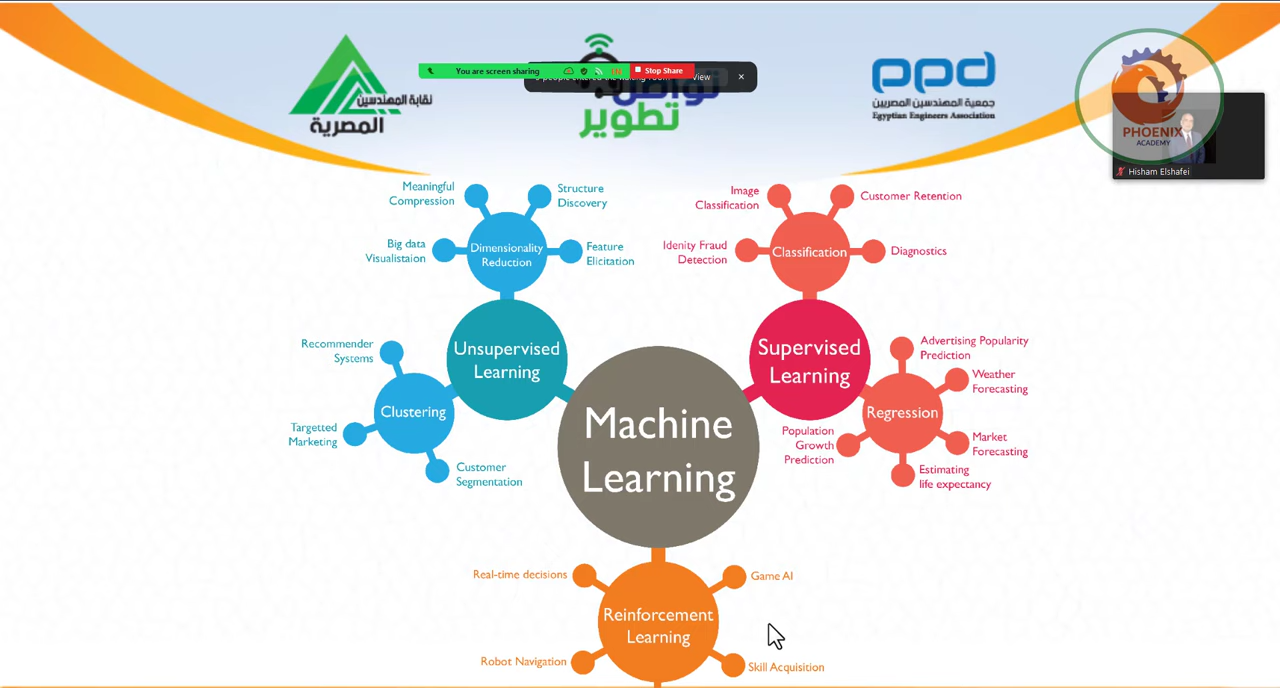 You are screen sharing
Stop Share
View
نقابة المهندسين
المصرية
تواصل
تطوير
ppd
جمعية المهندسين المصريين
Egyptian Engineers Association
PHOENIX
ACADEMY
Hisham Elshafei
Meaningful
Compression
Structure
Discovery
Big data
Visualistaion
Dimensionality
Reduction
Feature
Elicitation
Image
Classification
Customer Retention
Idenity Fraud
Detection
Classification
Diagnostics
Recommender
Systems
Unsupervised
Learning
Clustering
Targetted
Marketing
Customer
Segmentation
Supervised
Learning
Advertising Popularity
Prediction
Weather
Forecasting
Regression
Population
Growth
Prediction
Market
Forecasting
Estimating
life expectancy
Machine
Learning
Real-time decisions
Game AI
Reinforcement
Learning
Robot Navigation
Skill Acquisition